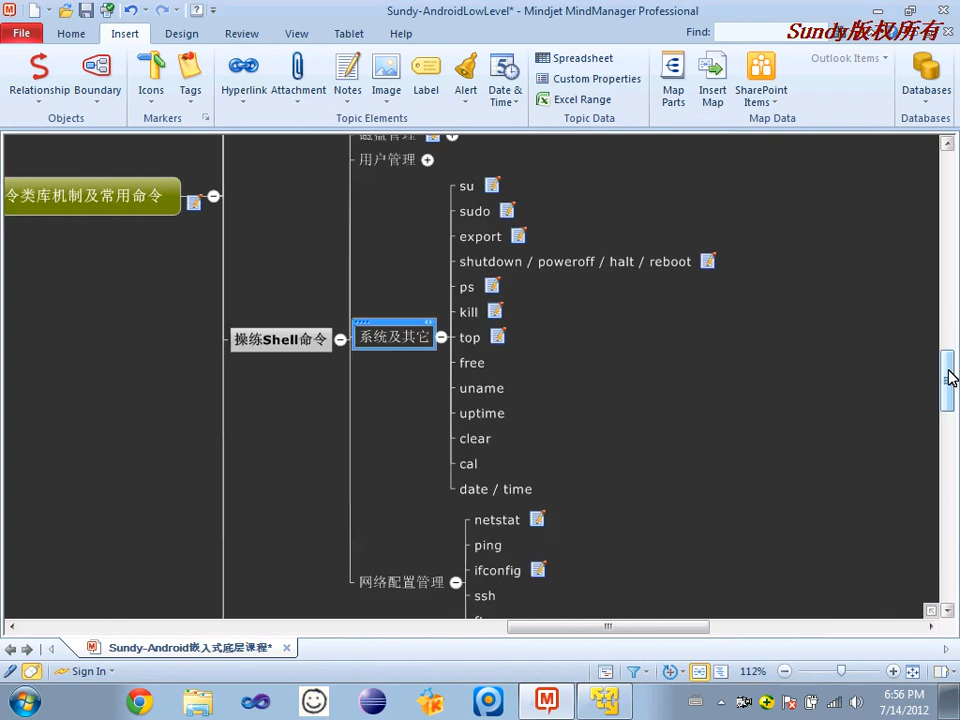 Sundy-AndroidLowLevel* - Mindjet MindManager Professional
File Home Insert Design Review View Tablet Help Find:
Sundy版权所有
Relationship Boundary Icons Tags Hyperlink Attachment Notes Image Label Alert Date & Time
Spreadsheet
Custom Properties
Excel Range
Map Parts Insert Map SharePoint Items Outlook Items Databases
Objects Markers Topic Elements Topic Data Map Data Databases
用户管理
令类库机制及常用命令
su
sudo
export
shutdown / poweroff / halt / reboot
ps
kill
操练Shell命令
系统及其它
top
free
uname
uptime
clear
cal
date / time
netstat
ping
ifconfig
网络配置管理
ssh
Sundy-Android嵌入式底层课程*
Sign In
112%
6:56 PM
7/14/2012